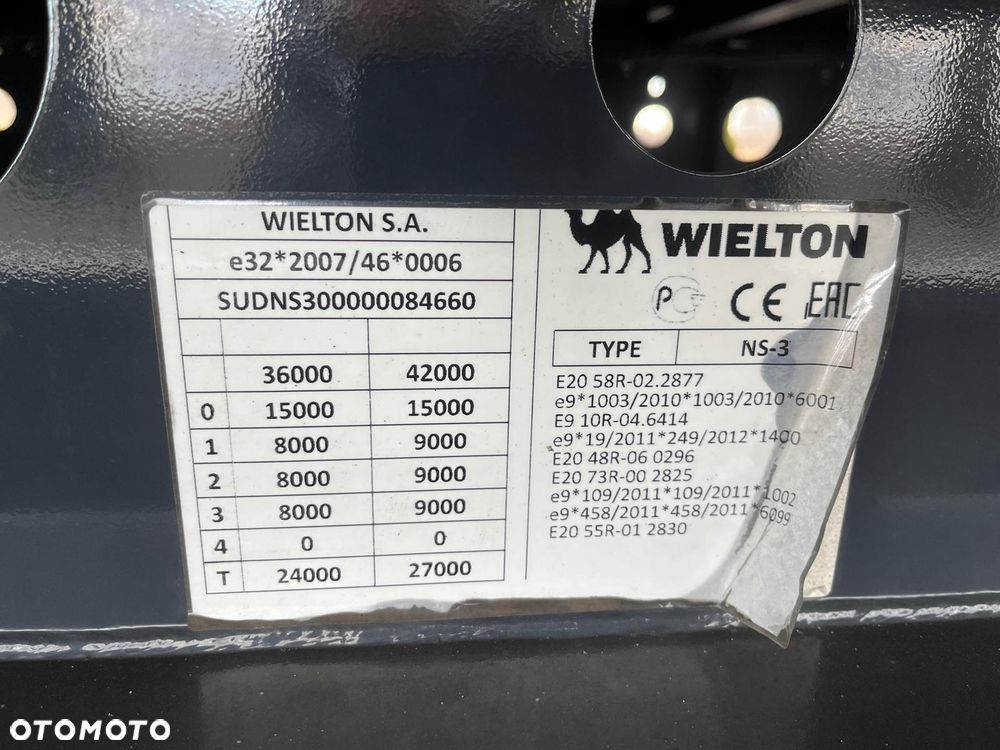 WIELTON S.A.
e32*2007/46*0006
SUDNS300000084660
36000 42000
0 15000 15000
1 8000 9000
2 8000 9000
3 8000 9000
4 0 0
T 24000 27000
WIELTON
PC CE EAC
TYPE NS-3
E20 58R-02.2877
e9*1003/2010*1003/2010*6001
E9 10R-04.6414
e9*19/2011*249/2012*1400
E20 48R-06 0296
E20 73R-00 2825
e9*109/2011*109/2011*1002
e9*458/2011*458/2011*6099
E20 55R-01 2830
OTOMOTO